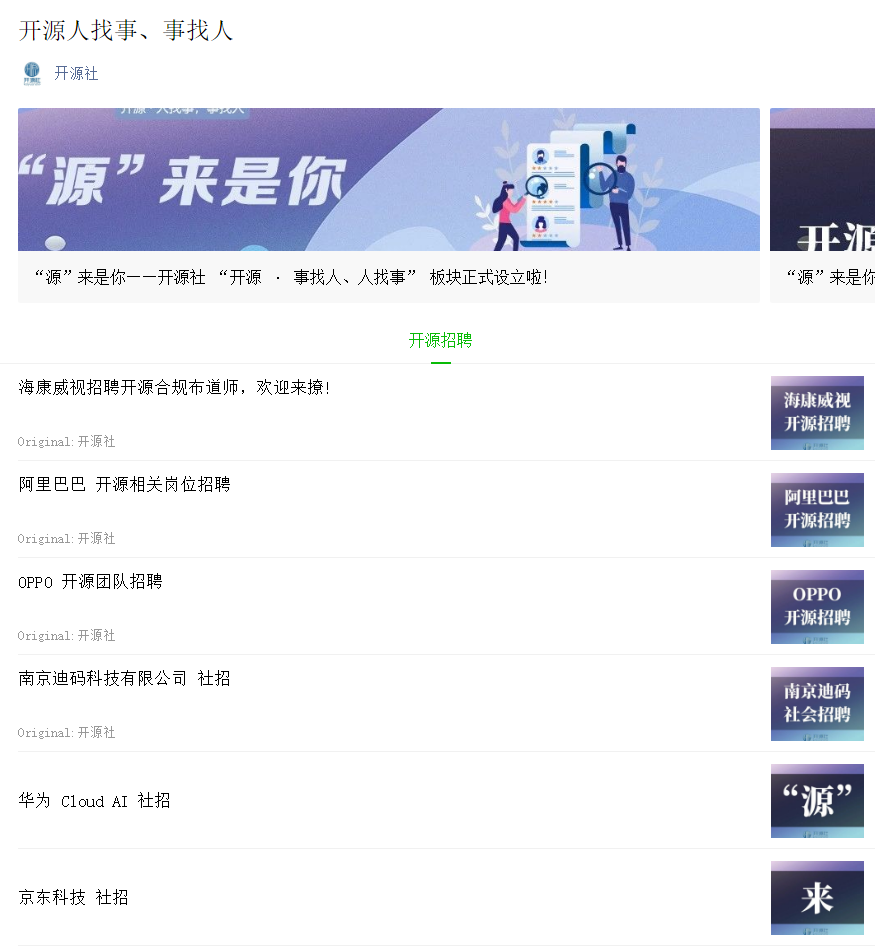 开源人找事、事找人
开源社
开源·人找事，事找人
“源”来是你
“源”来是你——开源社 “开源 · 事找人、人找事” 板块正式设立啦!
开源
“源”来是你
开源招聘
海康威视招聘开源合规布道师，欢迎来撩!
Original: 开源社
海康威视
开源招聘
阿里巴巴 开源相关岗位招聘
Original: 开源社
阿里巴巴
开源招聘
OPPO 开源团队招聘
Original: 开源社
OPPO
开源招聘
南京迪码科技有限公司 社招
Original: 开源社
南京迪码
社会招聘
华为 Cloud AI 社招
“源”
京东科技 社招
来